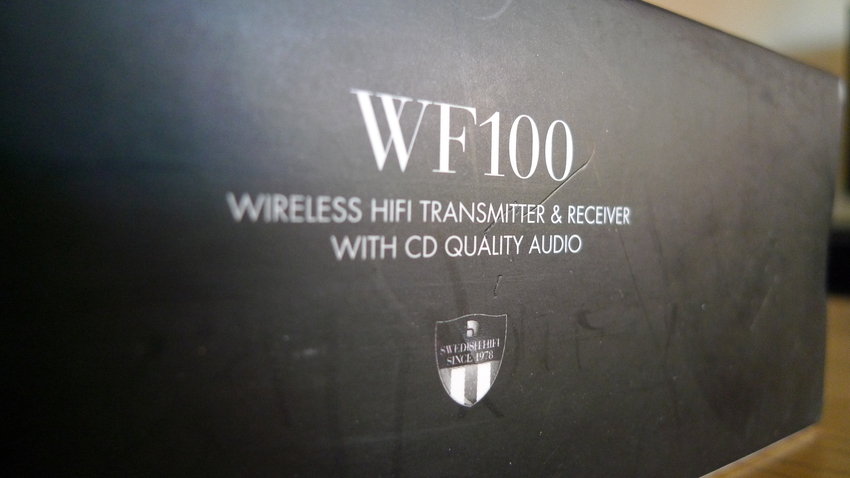 WF100
WIRELESS HIFI TRANSMITTER & RECEIVER
WITH CD QUALITY AUDIO
SWEDISH HIFI
SINCE 1978